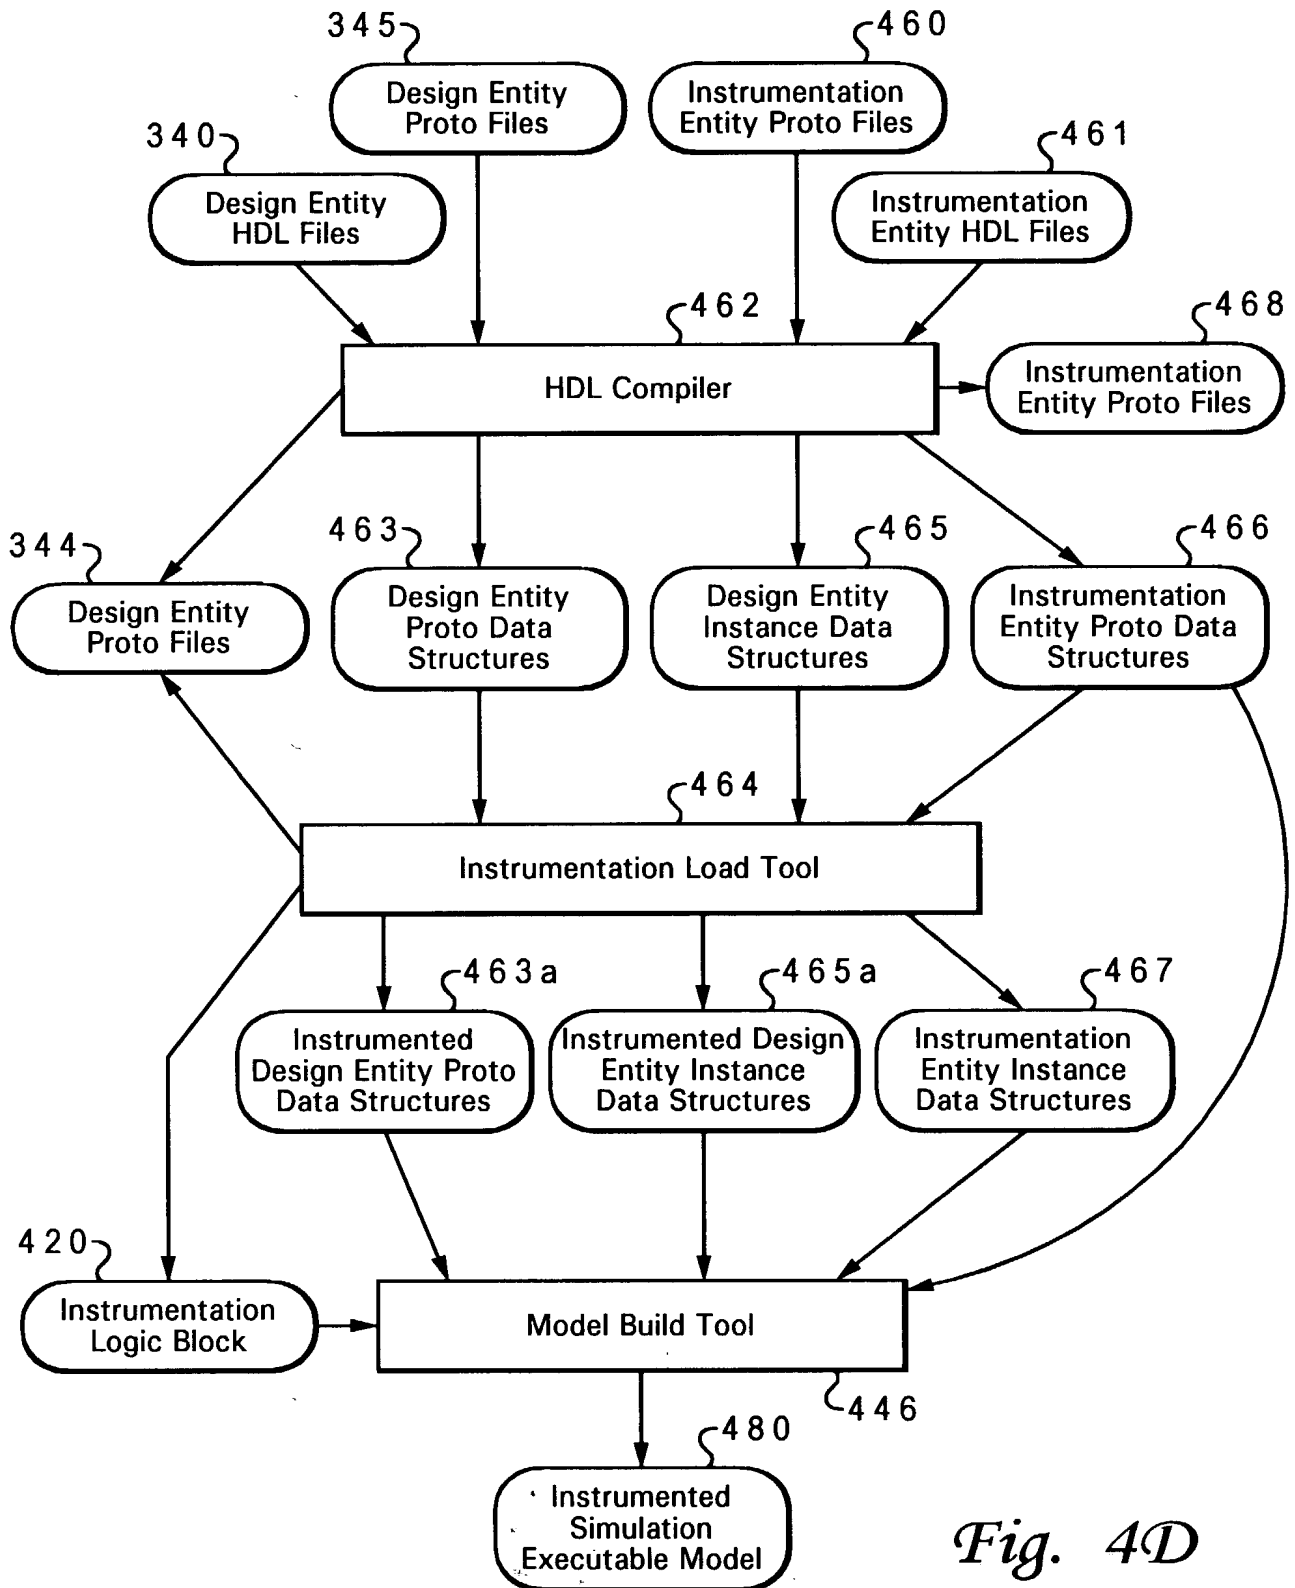 345
460
Design Entity
Proto Files
Instrumentation
Entity Proto Files
340
461
Design Entity
HDL Files
Instrumentation
Entity HDL Files
462
468
HDL Compiler
Instrumentation
Entity Proto Files
344
463
465
466
Design Entity
Proto Files
Design Entity
Proto Data
Structures
Design Entity
Instance Data
Structures
Instrumentation
Entity Proto Data
Structures
464
Instrumentation Load Tool
463a
465a
467
Instrumented
Design Entity Proto
Data Structures
Instrumented Design
Entity Instance
Data Structures
Instrumentation
Entity Instance
Data Structures
420
Instrumentation
Logic Block
Model Build Tool
446
480
Instrumented
Simulation
Executable Model
Fig. 4D